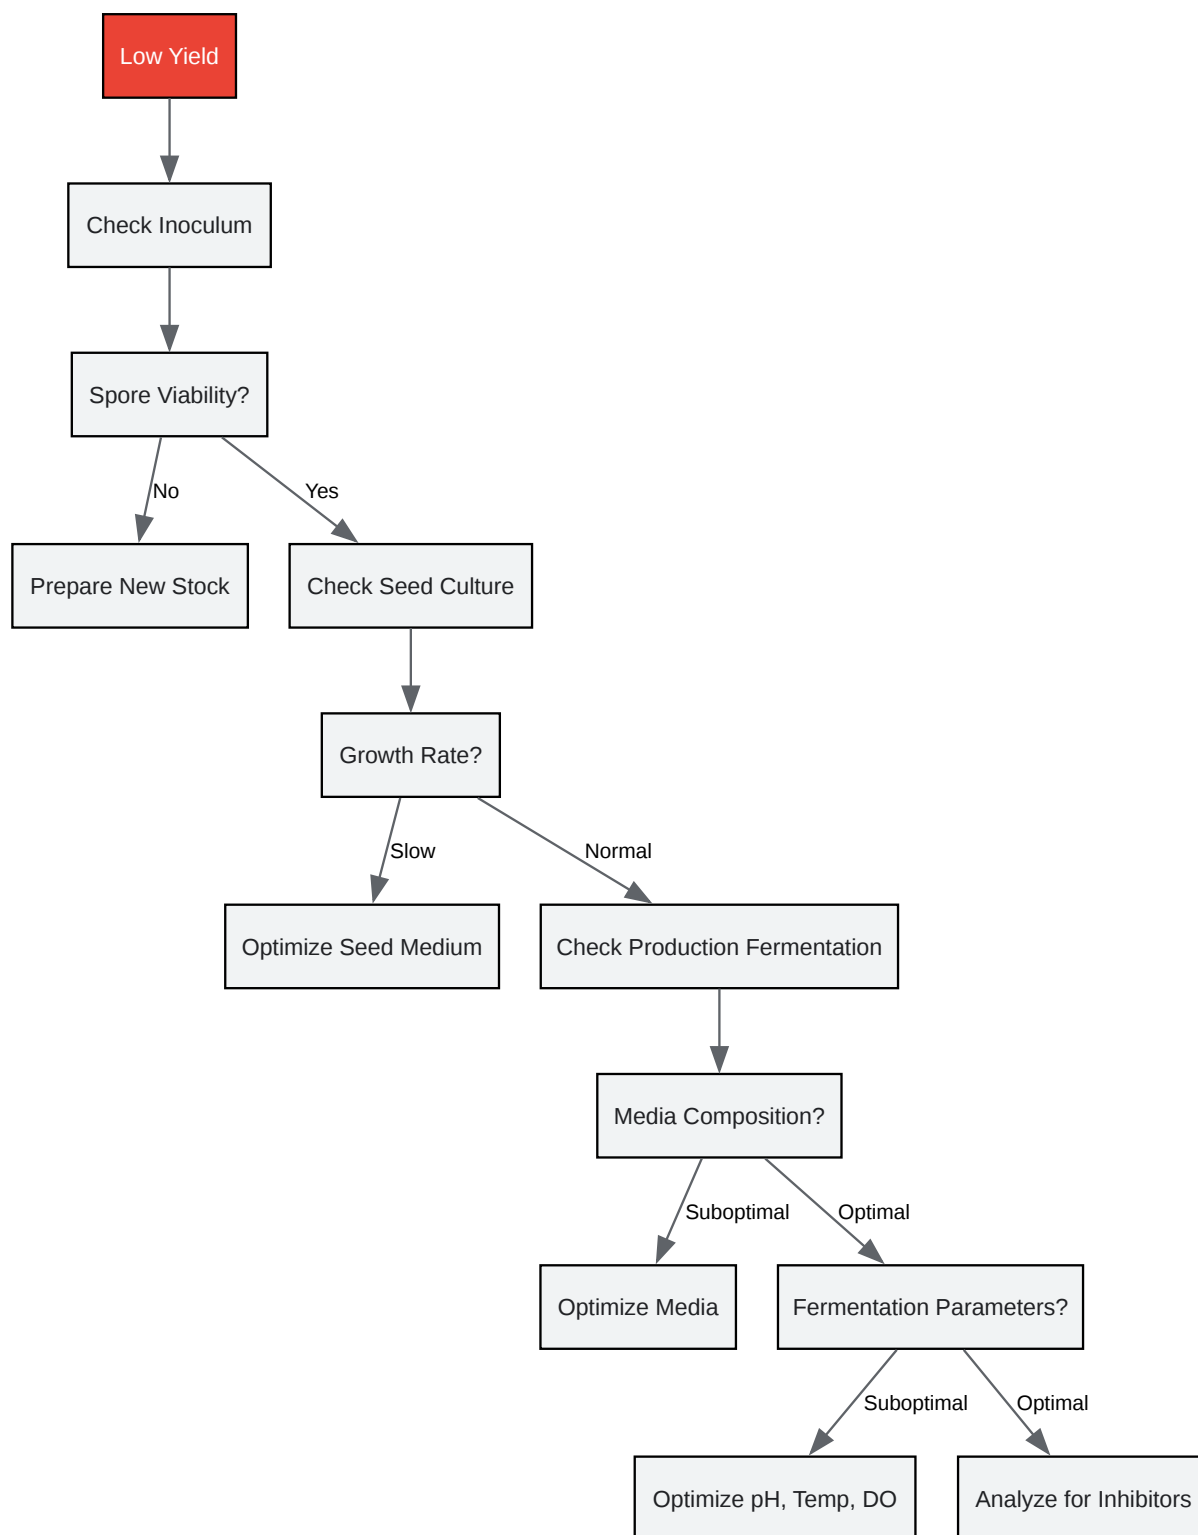 Low Yield
Check Inoculum
Spore Viability?
No
Yes
Prepare New Stock
Check Seed Culture
Growth Rate?
Slow
Normal
Optimize Seed Medium
Check Production Fermentation
Media Composition?
Suboptimal
Optimal
Optimize Media
Fermentation Parameters?
Suboptimal
Optimal
Optimize pH, Temp, DO
Analyze for Inhibitors